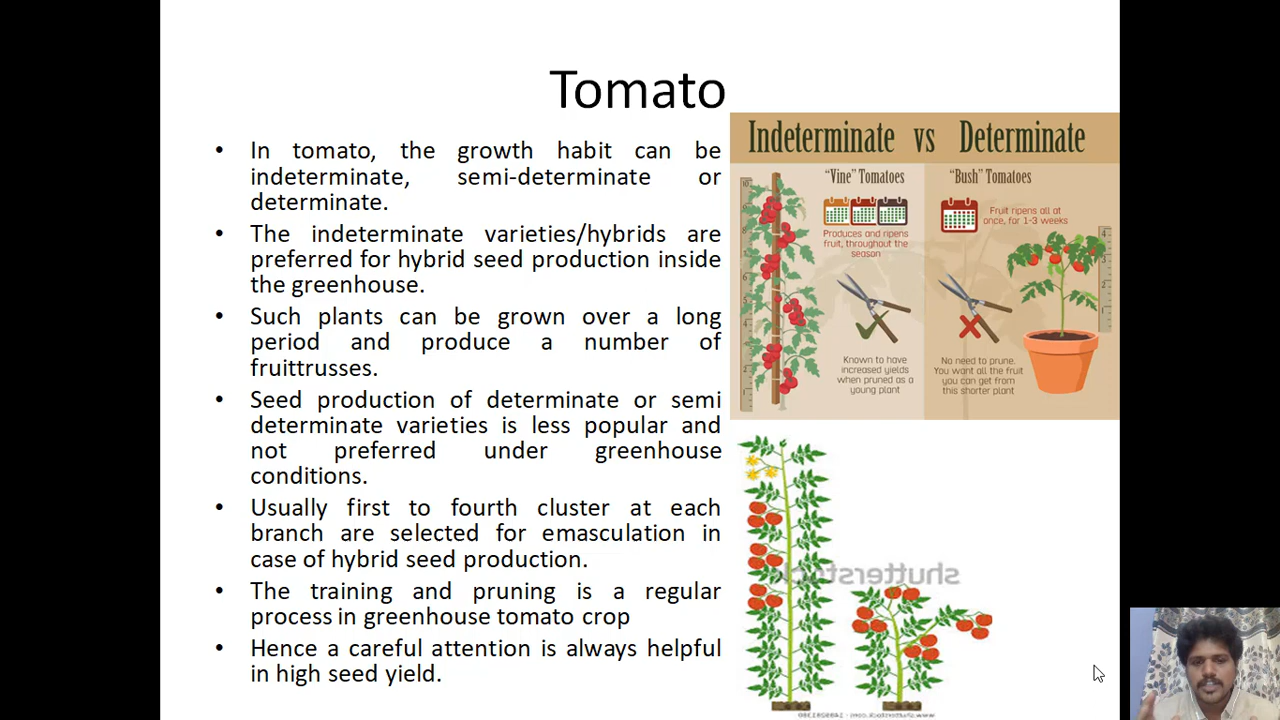 Tomato
• In tomato, the growth habit can be
indeterminate, semi-determinate or
determinate.
• The indeterminate varieties/hybrids are
preferred for hybrid seed production inside
the greenhouse.
• Such plants can be grown over a long
period and produce a number of
fruittrusses.
• Seed production of determinate or semi
determinate varieties is less popular and
not preferred under greenhouse
conditions.
• Usually first to fourth cluster at each
branch are selected for emasculation in
case of hybrid seed production.
• The training and pruning is a regular
process in greenhouse tomato crop
• Hence a careful attention is always helpful
in high seed yield.
Indeterminate vs Determinate
"Vine" Tomatoes
Produces and ripens
fruit, throughout the
season
Known to have
increased yields
when pruned as a
young plant
"Bush" Tomatoes
Fruit ripens all at
once, for 1-3 weeks
No need to prune.
You want all the fruit
you can get from
this shorter plant
shutterstock